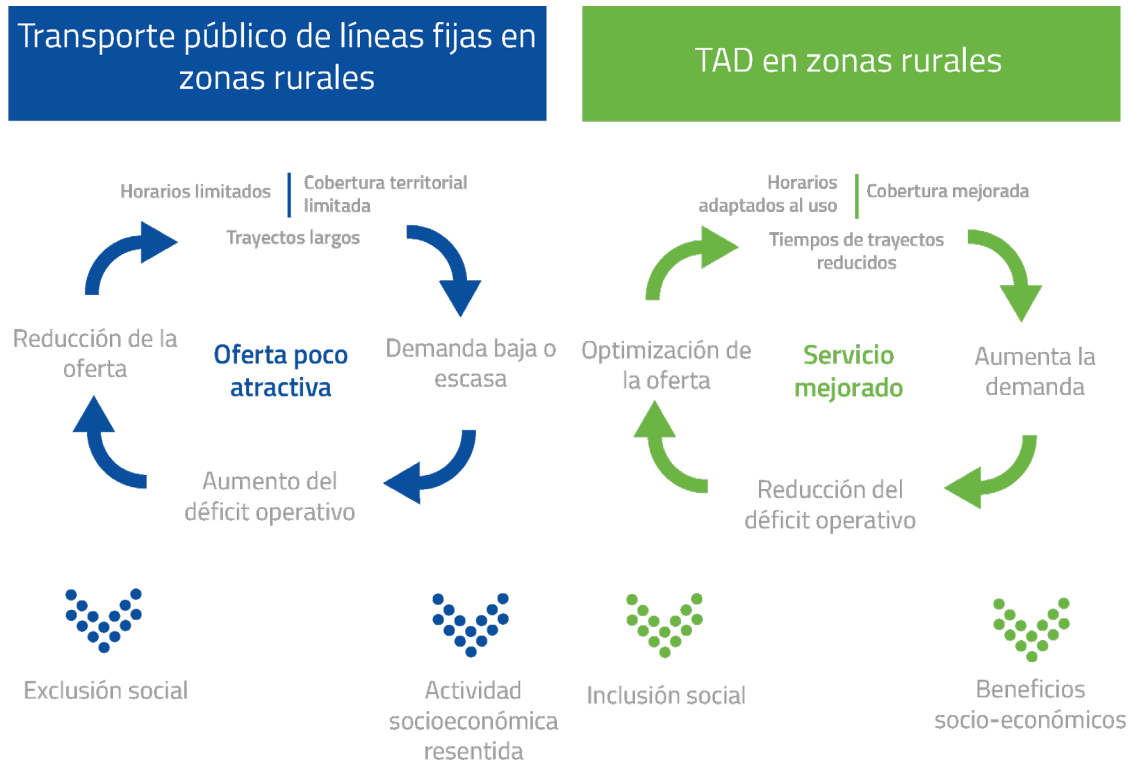 Transporte público de líneas fijas en
zonas rurales
Horarios limitados
Cobertura territorial
limitada
Trayectos largos
Reducción de la
oferta
Oferta poco
atractiva
Demanda baja o
escasa
Aumento del
déficit operativo
Exclusión social
Actividad
socioeconómica
resentida
TAD en zonas rurales
Horarios
adaptados al uso
Cobertura mejorada
Tiempos de trayectos
reducidos
Optimización de
la oferta
Servicio
mejorado
Aumenta la
demanda
Reducción del
déficit operativo
Inclusión social
Beneficios
socio-económicos